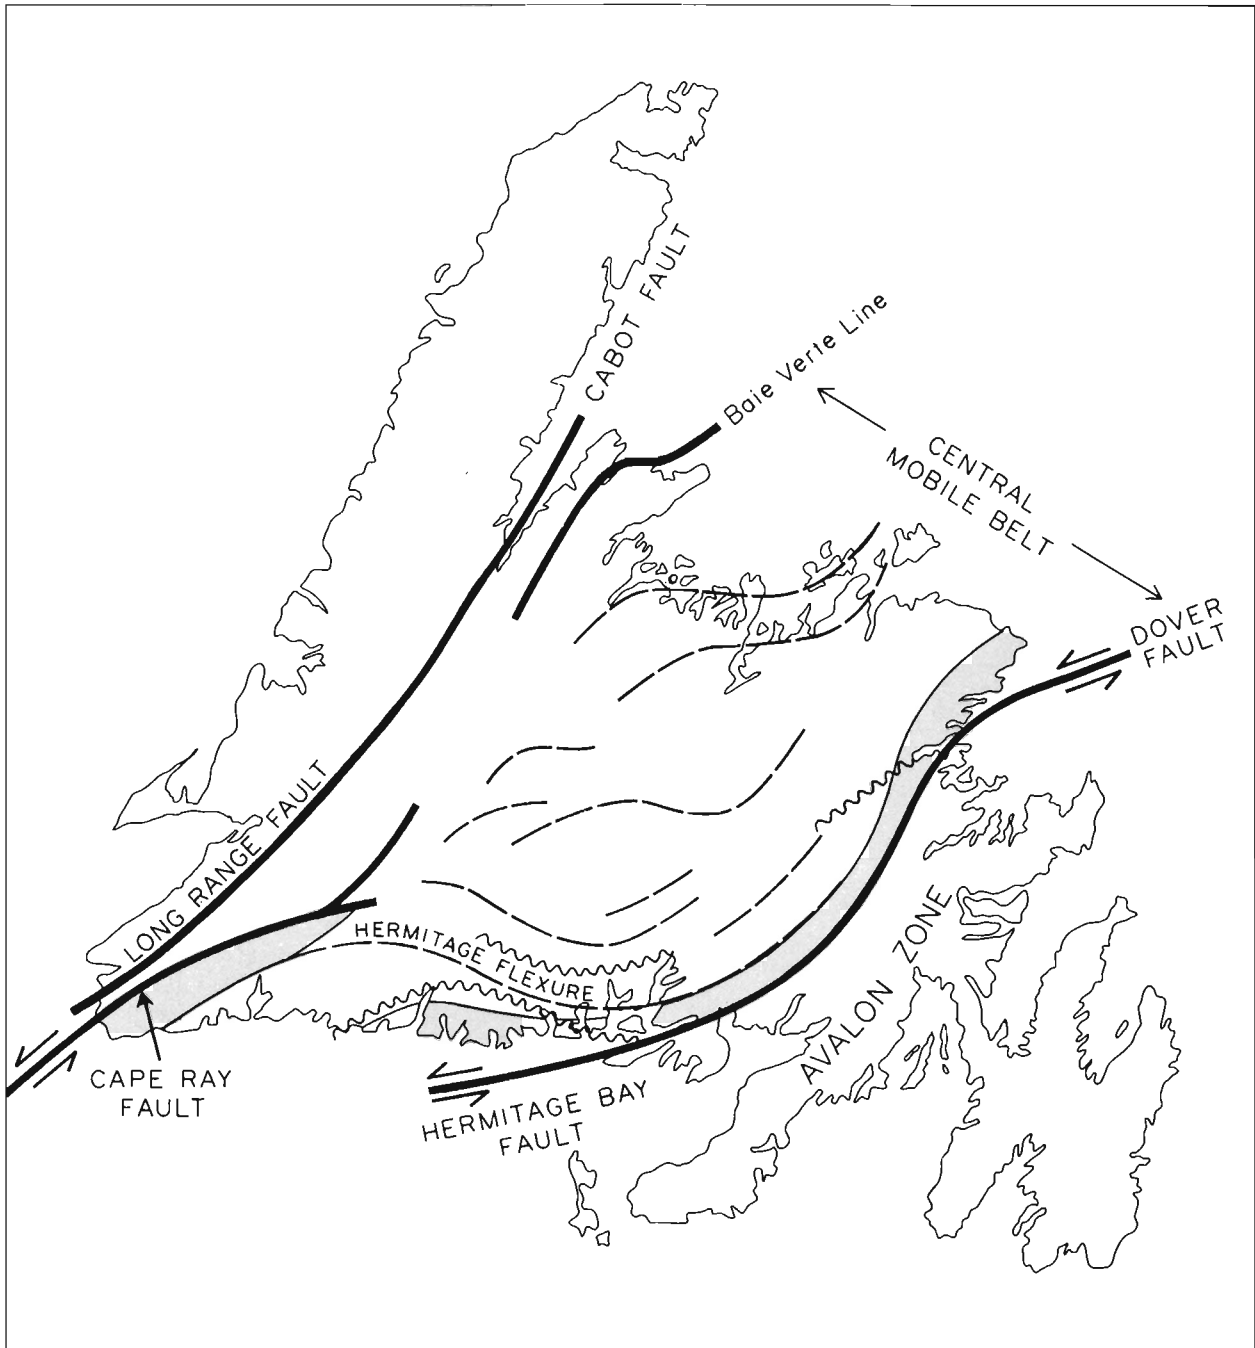 CABOT FAULT
Baie Verte Line
CENTRAL
MOBILE BELT
DOVER
FAULT
LONG RANGE FAULT
HERMITAGE FLEXURE
AVALON ZONE
CAPE RAY
FAULT
HERMITAGE BAY
FAULT